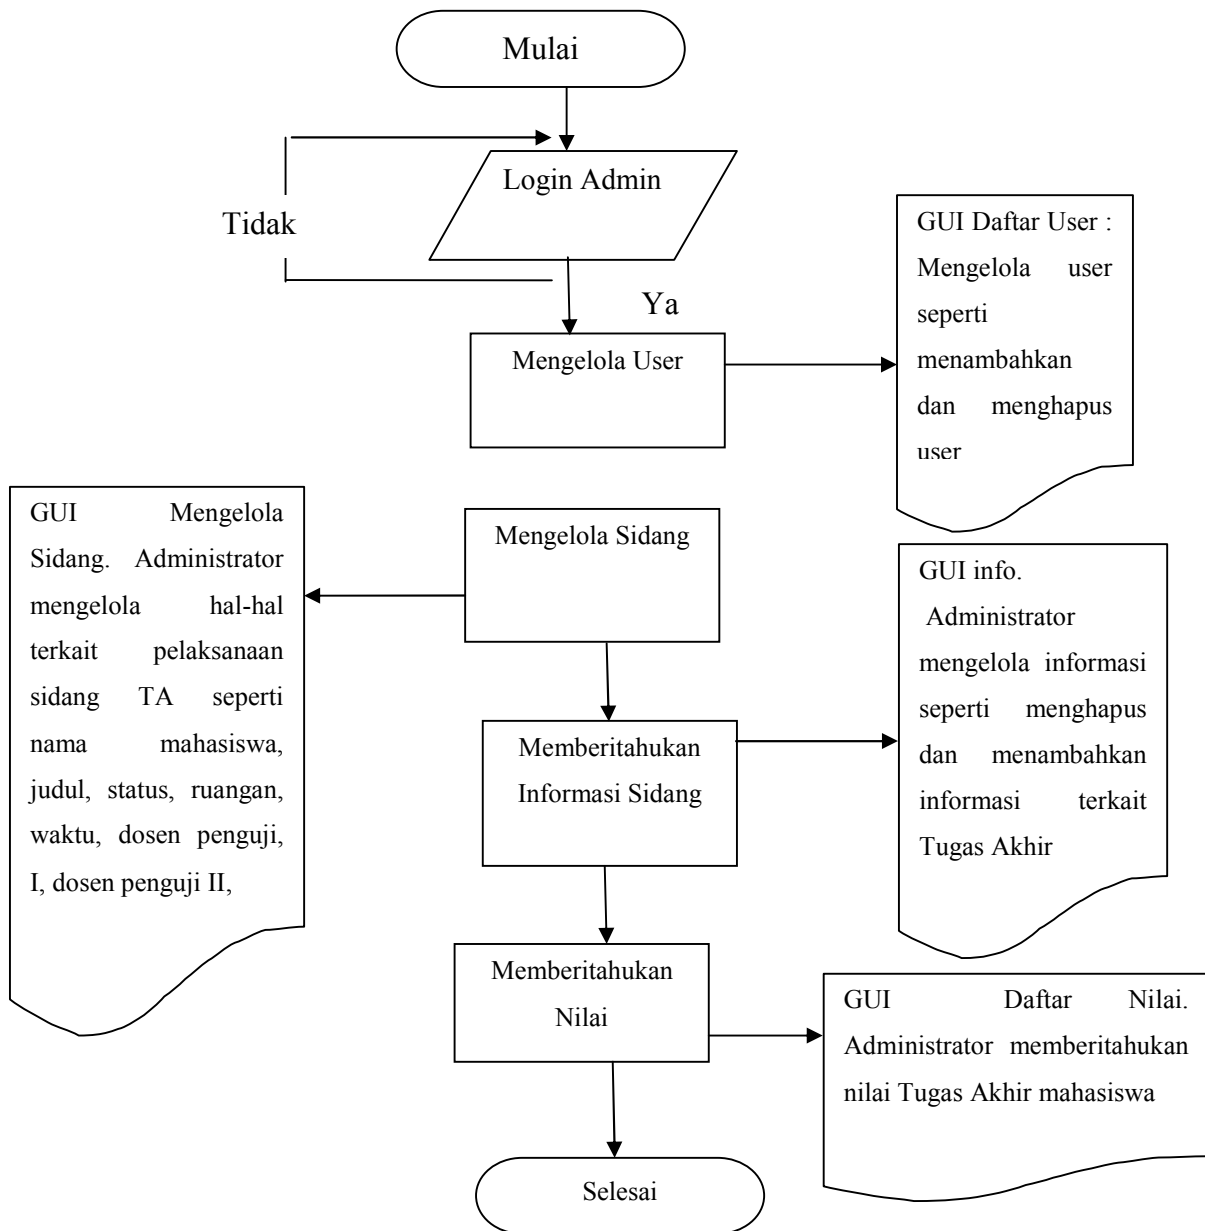 Mulai
Login Admin
Tidak
Ya
Mengelola User
GUI Daftar User :
Mengelola user
seperti
menambahkan
dan menghapus
user
Mengelola Sidang
GUI Mengelola
Sidang. Administrator
mengelola hal-hal
terkait pelaksanaan
sidang TA seperti
nama mahasiswa,
judul, status, ruangan,
waktu, dosen penguji,
I, dosen penguji II,
GUI info.
Administrator
mengelola informasi
seperti menghapus
dan menambahkan
informasi terkait
Tugas Akhir
Memberitahukan
Informasi Sidang
Memberitahukan
Nilai
GUI Daftar Nilai.
Administrator memberitahukan
nilai Tugas Akhir mahasiswa
Selesai